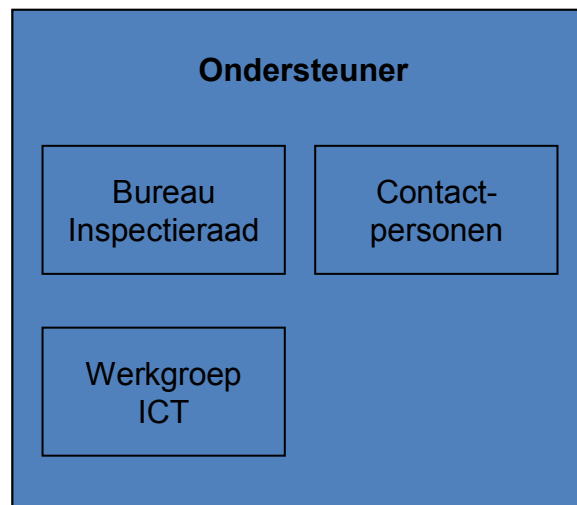 Ondersteuner
Bureau
Inspectieraad
Contact-
personen
Werkgroep
ICT